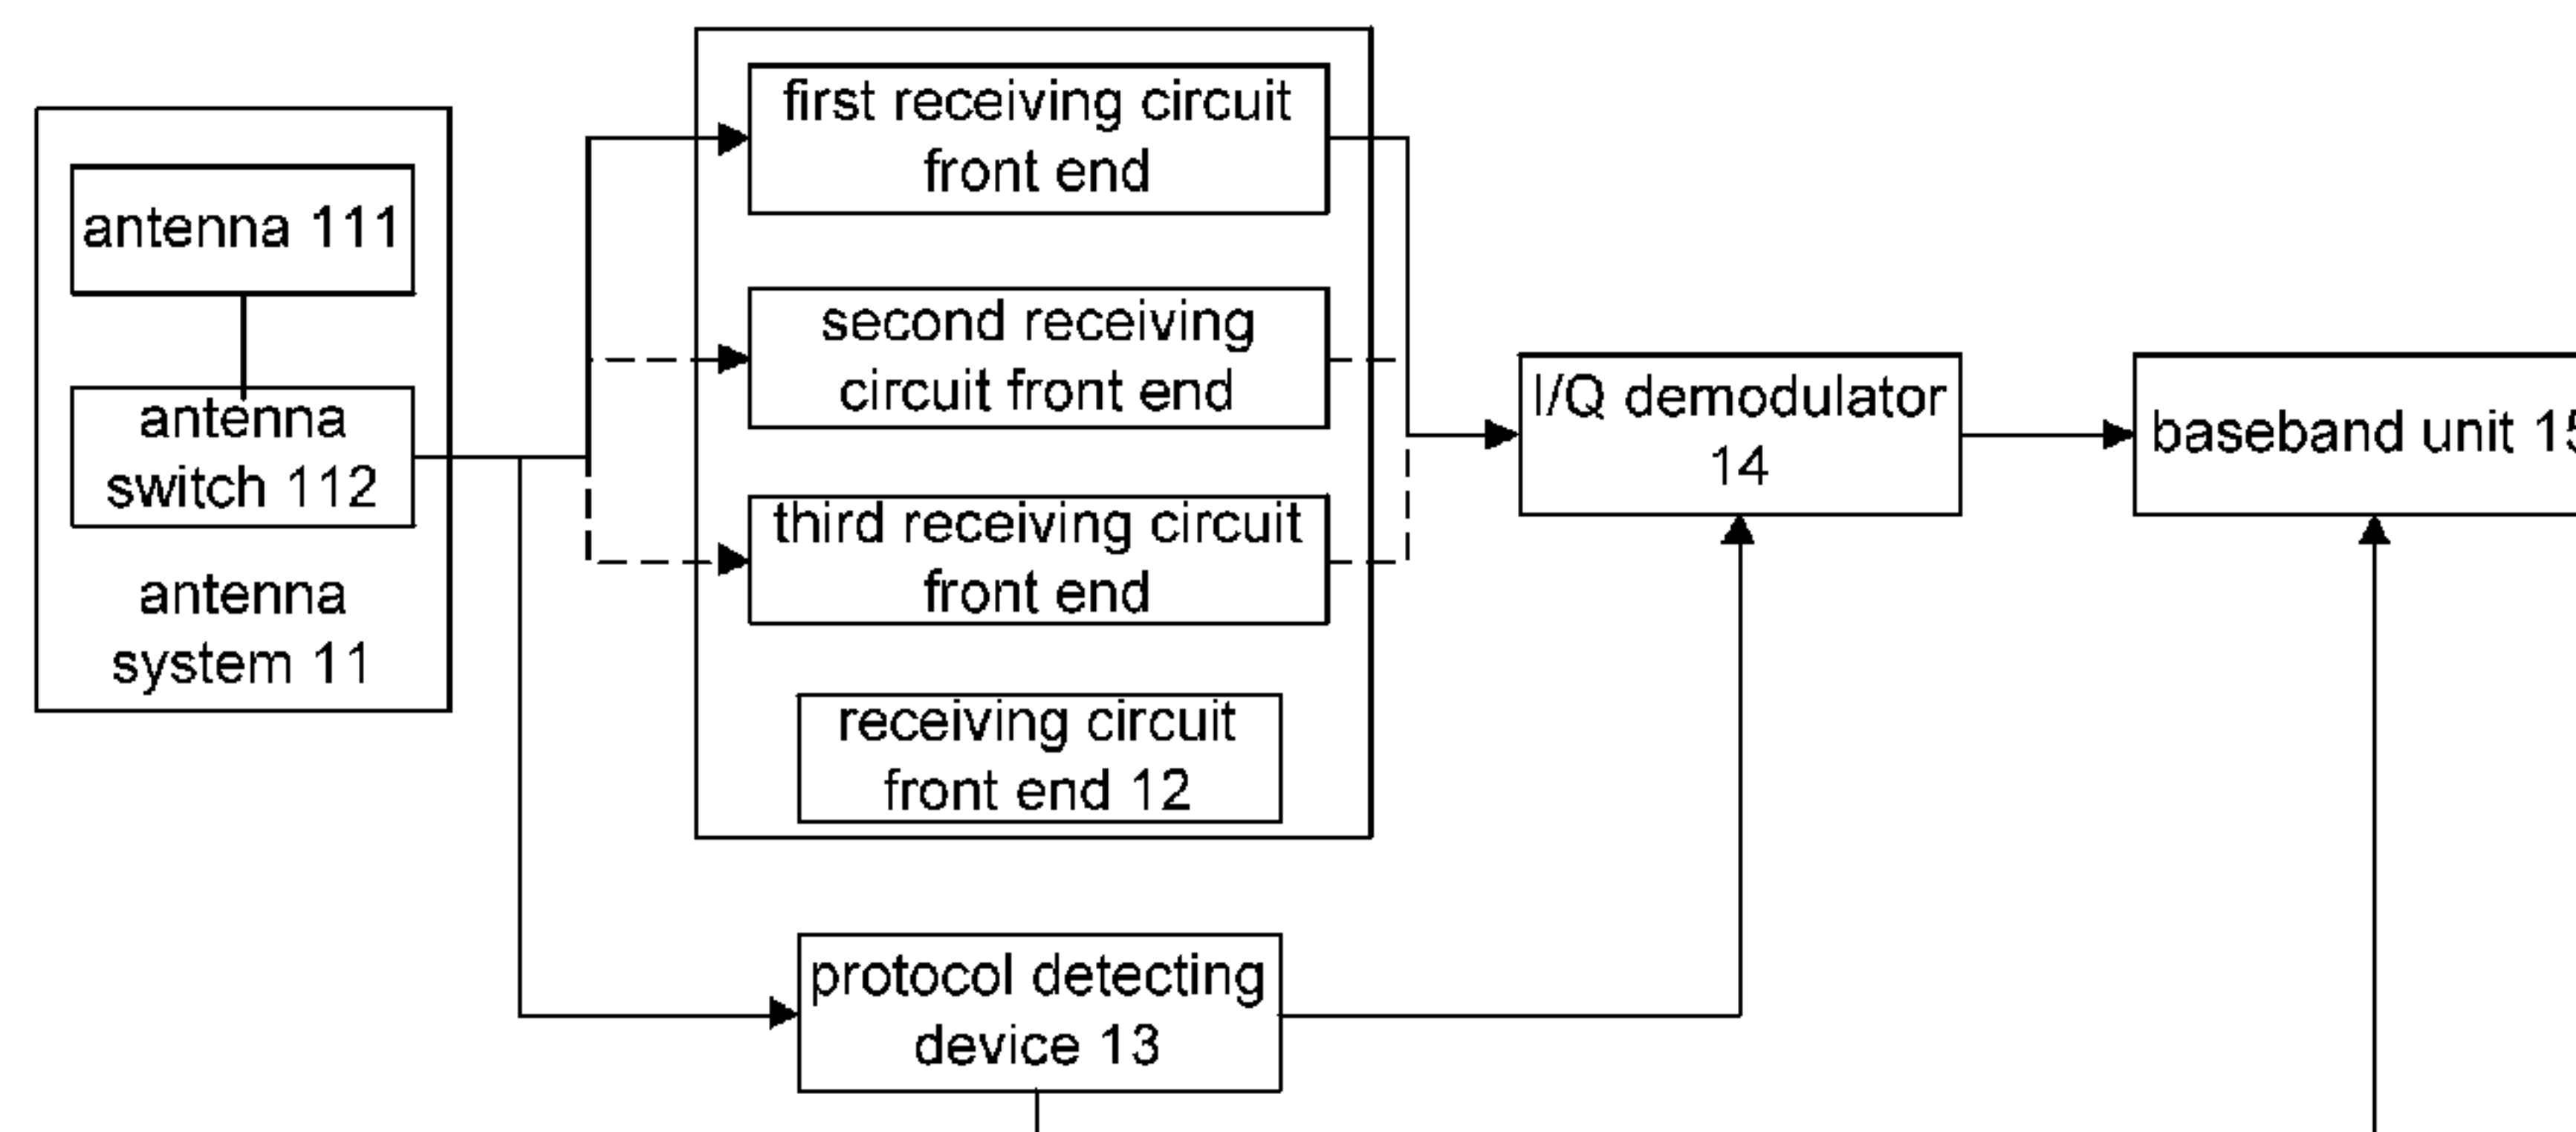 first receiving circuit
front end
antenna 111
second receiving
circuit front end
antenna
switch 112
I/Q demodulator
14
baseband unit
third receiving circuit
front end
antenna
system 11
receiving circuit
front end 12
protocol detecting
device 13